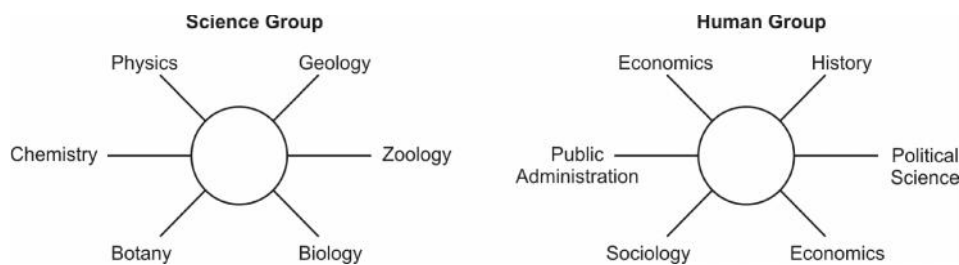 Science Group
Physics
Geology
Chemistry
Zoology
Botany
Biology
Human Group
Economics
History
Public
Administration
Political
Science
Sociology
Economics